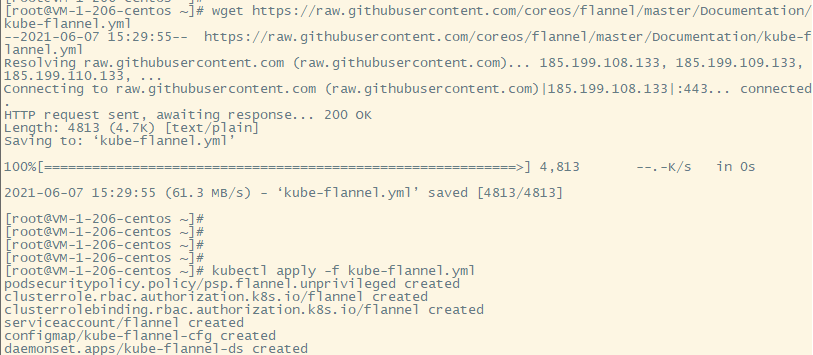 [root@VM-1-206-centos ~]#
[root@VM-1-206-centos ~]# wget https://raw.githubusercontent.com/coreos/flannel/master/Documentation/
kube-flannel.yml
--2021-06-07 15:29:55--  https://raw.githubusercontent.com/coreos/flannel/master/Documentation/kube-f
lannel.yml
Resolving raw.githubusercontent.com (raw.githubusercontent.com)... 185.199.108.133, 185.199.109.133,
185.199.110.133, ...
Connecting to raw.githubusercontent.com (raw.githubusercontent.com)|185.199.108.133|:443... connected
.
HTTP request sent, awaiting response... 200 OK
Length: 4813 (4.7K) [text/plain]
Saving to: ‘kube-flannel.yml’
100%[===========================================================>] 4,813       --.-K/s   in 0s
2021-06-07 15:29:55 (61.3 MB/s) - ‘kube-flannel.yml’ saved [4813/4813]
[root@VM-1-206-centos ~]#
[root@VM-1-206-centos ~]#
[root@VM-1-206-centos ~]#
[root@VM-1-206-centos ~]#
[root@VM-1-206-centos ~]# kubectl apply -f kube-flannel.yml
podsecuritypolicy.policy/psp.flannel.unprivileged created
clusterrole.rbac.authorization.k8s.io/flannel created
clusterrolebinding.rbac.authorization.k8s.io/flannel created
serviceaccount/flannel created
configmap/kube-flannel-cfg created
daemonset.apps/kube-flannel-ds created